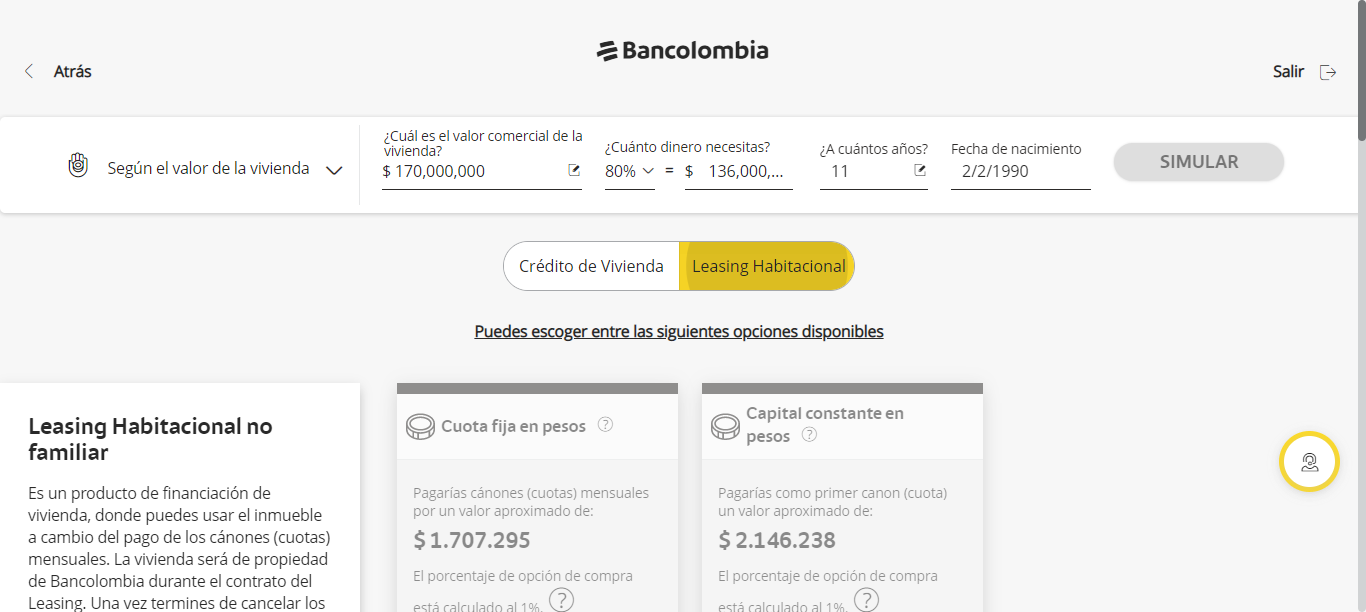 Bancolombia
Atrás
Salir
Según el valor de la vivienda
¿Cuál es el valor comercial de la
vivienda?
$ 170,000,000
¿Cuánto dinero necesitas?
80% = $ 136,000,...
¿A cuántos años?
11
Fecha de nacimiento
2/2/1990
SIMULAR
Crédito de Vivienda
Leasing Habitacional
Puedes escoger entre las siguientes opciones disponibles
Leasing Habitacional no
familiar
Es un producto de financiación de
vivienda, donde puedes usar el inmueble
a cambio del pago de los cánones (cuotas)
mensuales. La vivienda será de propiedad
de Bancolombia durante el contrato del
Leasing. Una vez termines de cancelar los
Cuota fija en pesos ?
Pagarías cánones (cuotas) mensuales
por un valor aproximado de:
$ 1.707.295
El porcentaje de opción de compra
está calculado al 1%. ?
Capital constante en
pesos ?
Pagarías como primer canon (cuota)
un valor aproximado de:
$ 2.146.238
El porcentaje de opción de compra
está calculado al 1%. ?